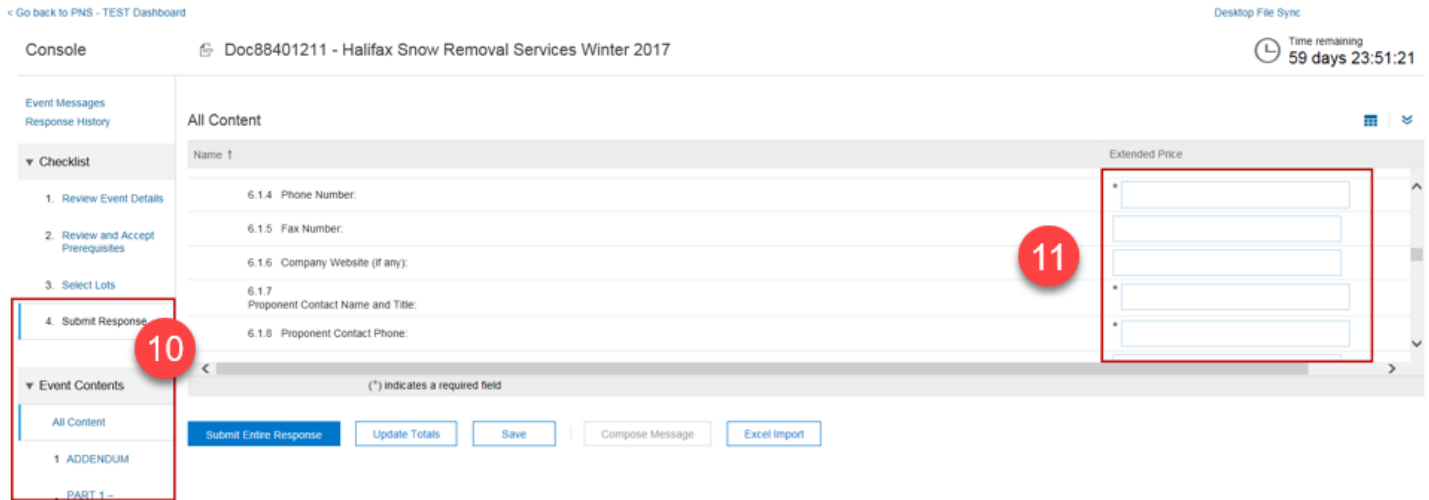 < Go back to PNS - TEST Dashboard
Desktop File Sync
Console
Doc88401211 - Halifax Snow Removal Services Winter 2017
Time remaining
59 days 23:51:21
Event Messages
Response History
All Content
▼ Checklist
Name ↑
Extended Price
1. Review Event Details
6.1.4 Phone Number:
*
2. Review and Accept
Prerequisites
6.1.5 Fax Number:
6.1.6 Company Website (if any):
11
3. Select Lots
6.1.7
Proponent Contact Name and Title:
*
4. Submit Response
6.1.8 Proponent Contact Phone:
*
10
▼ Event Contents
(*) indicates a required field
All Content
Submit Entire Response
Update Totals
Save
Compose Message
Excel Import
1 ADDENDUM
PART 1 –